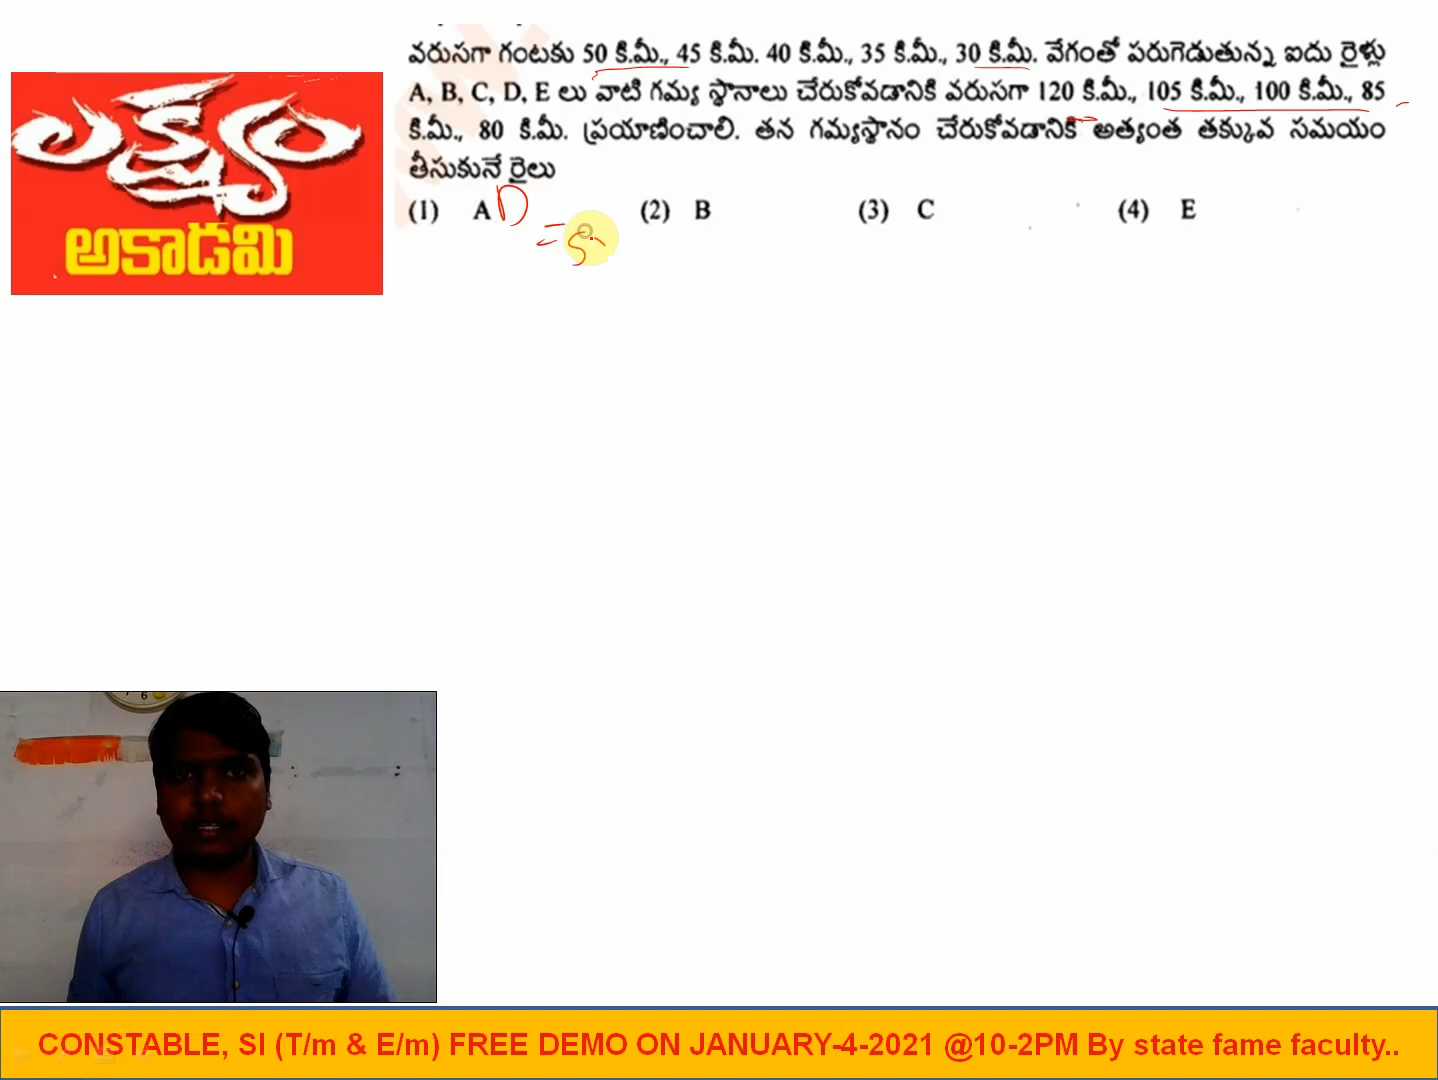 వరుసగా గంటకు 50 కి.మీ., 45 కి.మీ. 40 కి.మీ., 35 కి.మీ., 30 కి.మీ. వేగంతో పరుగెడుతున్న ఐదు రైళ్లు
A, B, C, D, E లు వాటి గమ్య స్థానాలు చేరుకోవడానికి వరుసగా 120 కి.మీ., 105 కి.మీ., 100 కి.మీ., 85
కి.మీ., 80 కి.మీ. ప్రయాణించాలి. తన గమ్యస్థానం చేరుకోవడానికి అత్యంత తక్కువ సమయం
తీసుకునే రైలు
(1) A (2) B (3) C (4) E
D = S
లక్ష్యం
అకాడమి
6
CONSTABLE, SI (T/m & E/m) FREE DEMO ON JANUARY-4-2021 @10-2PM By state fame faculty..